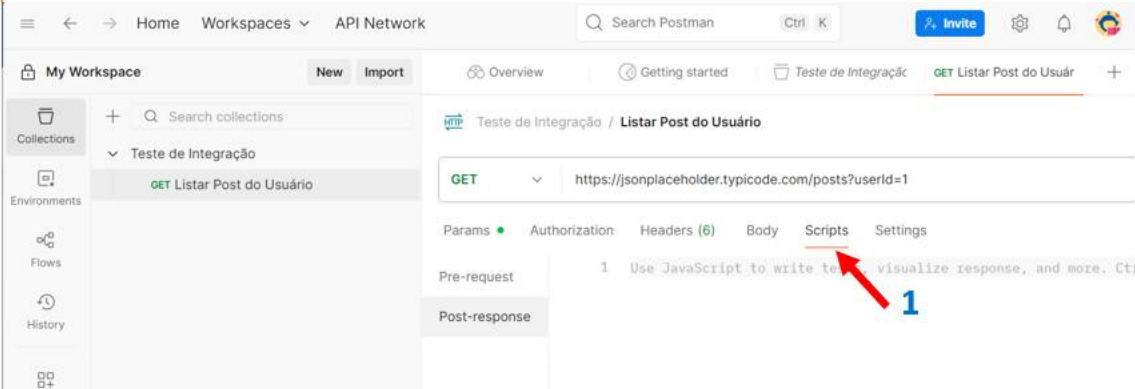 Home Workspaces API Network Search Postman Ctrl K Invite
My Workspace New Import Overview Getting started Teste de Integração GET Listar Post do Usuár
Collections
Search collections
HTTP Teste de Integração / Listar Post do Usuário
Teste de Integração
GET Listar Post do Usuário
GET https://jsonplaceholder.typicode.com/posts?userId=1
Environments
Params Authorization Headers (6) Body Scripts Settings
Flows
Pre-request
1 Use JavaScript to write visualize response, and more.
1
Post-response
History